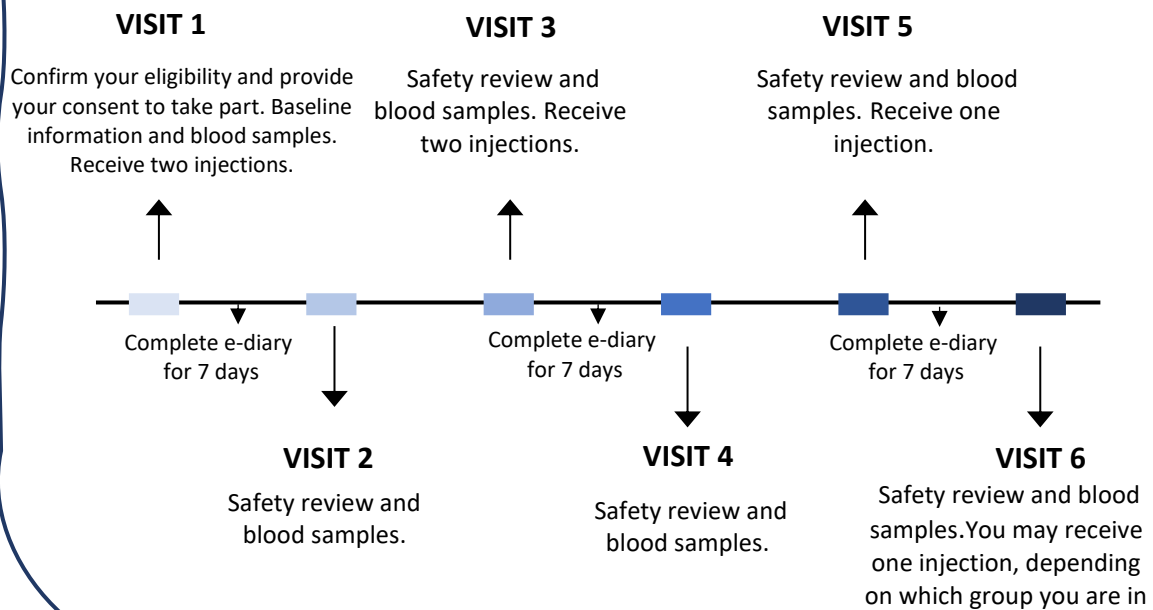 VISIT 1
Confirm your eligibility and provide
your consent to take part. Baseline
information and blood samples.
Receive two injections.
VISIT 3
Safety review and
blood samples. Receive
two injections.
VISIT 5
Safety review and blood
samples. Receive one
injection.
Complete e-diary
for 7 days
Complete e-diary
for 7 days
Complete e-diary
for 7 days
VISIT 2
Safety review and
blood samples.
VISIT 4
Safety review and
blood samples.
VISIT 6
Safety review and blood
samples.You may receive
one injection, depending
on which group you are in